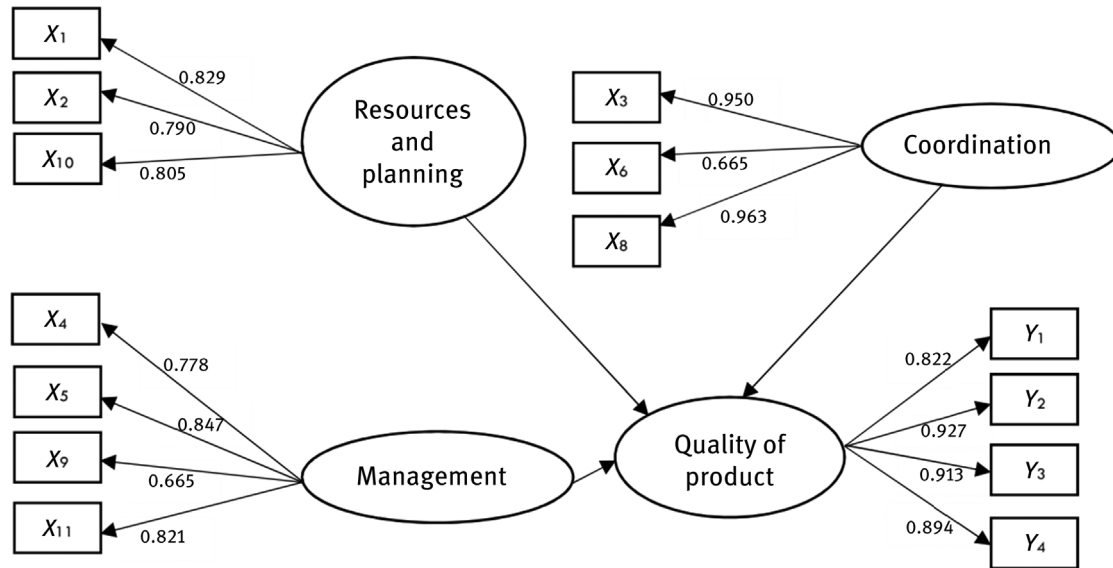 X1
0.829
X2
0.790
X10
0.805
Resources
and
planning
X3
0.950
X6
0.665
X8
0.963
Coordination
X4
0.778
X5
0.847
X9
0.665
X11
0.821
Management
Quality of
product
Y1
0.822
Y2
0.927
Y3
0.913
Y4
0.894